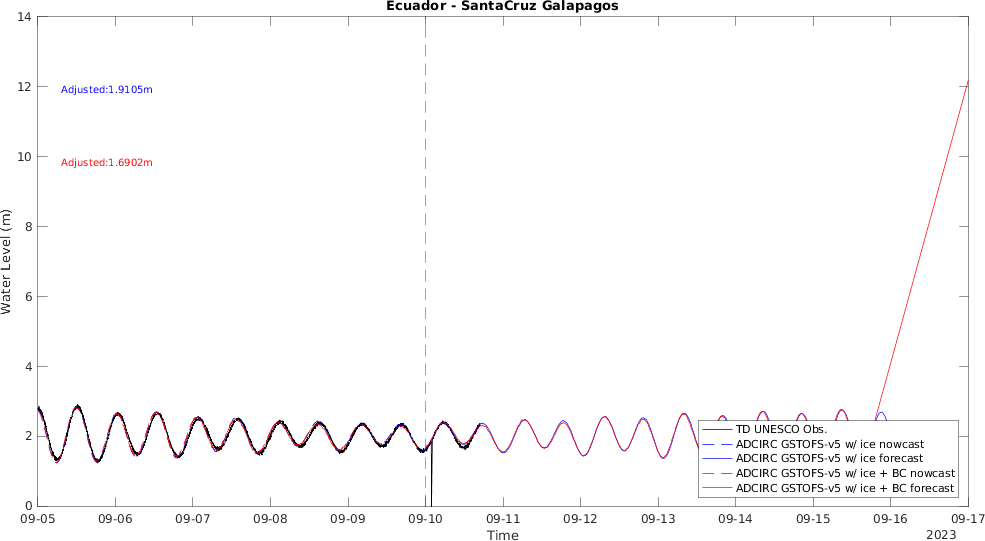 Ecuador - SantaCruz Galapagos
14
12
10
8
6
4
2
0
Water Level (m)
Adjusted:1.9105m
Adjusted:1.6902m
TD UNESCO Obs.
ADCIRC GSTOFS-v5 w/ ice nowcast
ADCIRC GSTOFS-v5 w/ ice forecast
ADCIRC GSTOFS-v5 w/ ice + BC nowcast
ADCIRC GSTOFS-v5 w/ ice + BC forecast
09-05 09-06 09-07 09-08 09-09 09-10 09-11 09-12 09-13 09-14 09-15 09-16 09-17
Time
2023